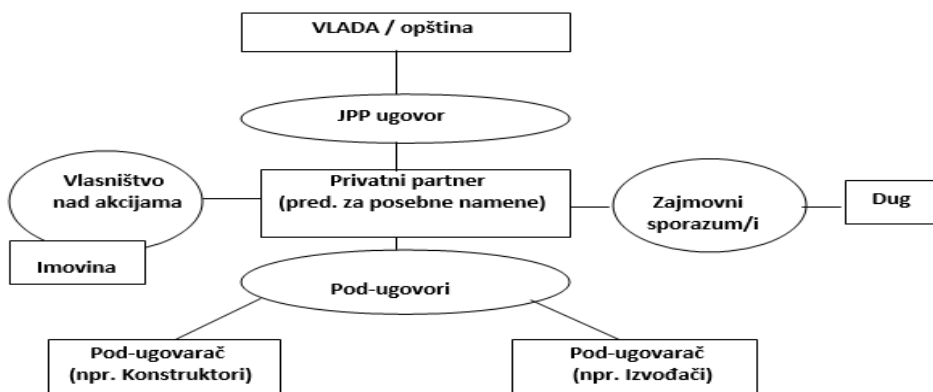 VLADA / opština
JPP ugovor
Vlasništvo
nad akcijama
Privatni partner
(pred. za posebne namene)
Zajmovni
sporazum/i
Dug
Imovina
Pod-ugovori
Pod-ugovarač
(npr. Konstruktori)
Pod-ugovarač
(npr. Izvođači)